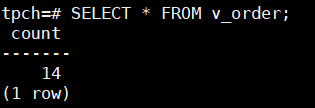 tpch=# SELECT * FROM v_order;
 count
-------
    14
(1 row)